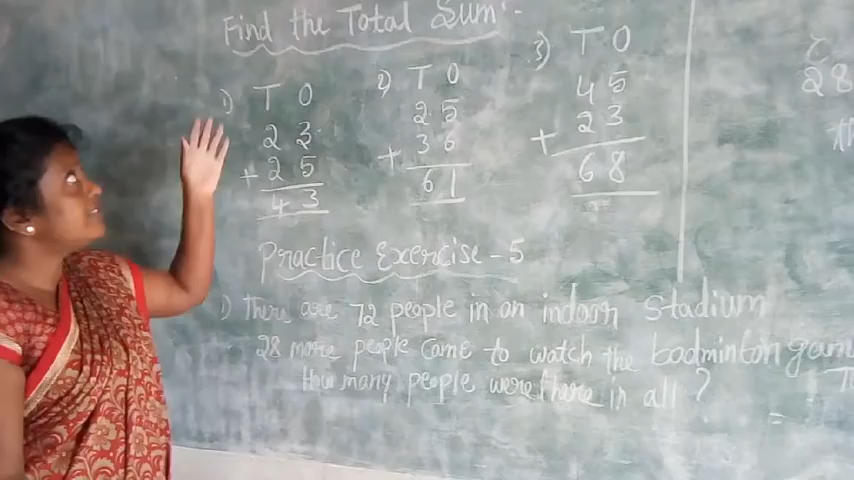 Find the Total Sum :-
1) T O 2) T O 3) T O
2 3 2 5 4 5
+ 2 5 + 3 6 + 2 3
4 3 6 1 6 8
28
Practice Exercise - 5
1) There are 72 people in an indoor Stadium
28 more people came to watch the badminton game
How many people were there in all ?